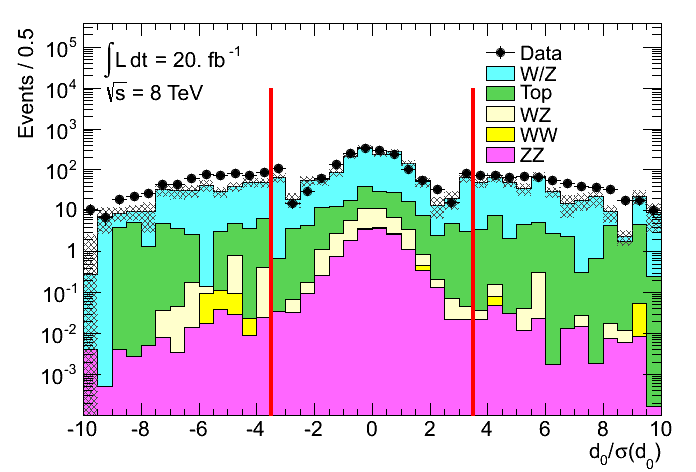 Events / 0.5
10⁵
10⁴
10³
10²
10
1
10⁻¹
10⁻²
10⁻³
∫L dt = 20. fb⁻¹
√s = 8 TeV
Data
W/Z
Top
WZ
WW
ZZ
-10 -8 -6 -4 -2 0 2 4 6 8 10
d₀/σ(d₀)